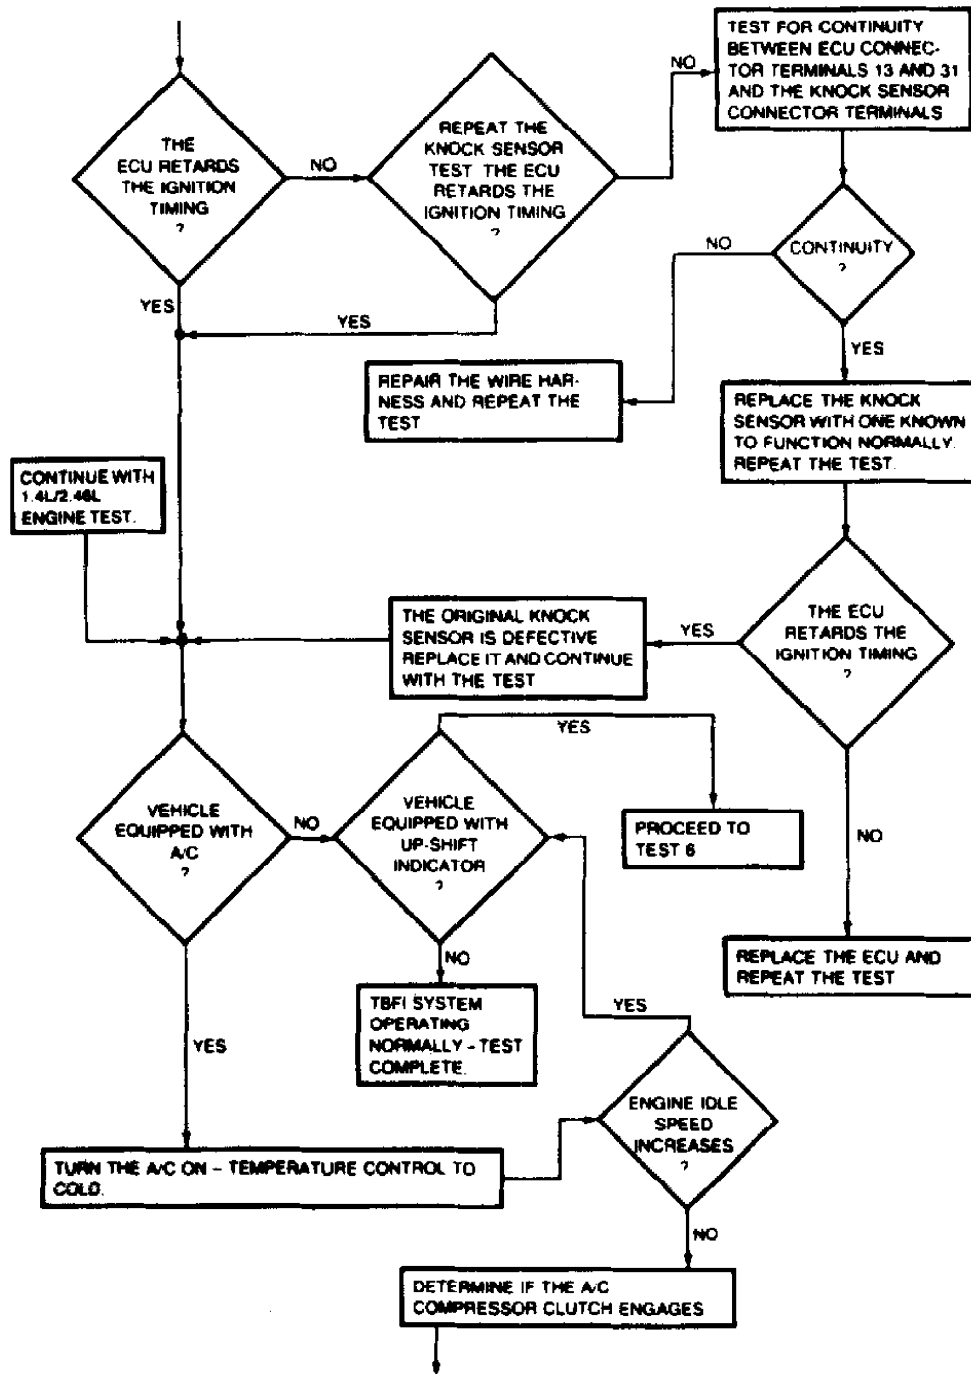 THE
ECU RETARDS
THE IGNITION
TIMING
?
NO
YES
REPEAT THE
KNOCK SENSOR
TEST THE ECU
RETARDS THE
IGNITION TIMING
?
NO
YES
TEST FOR CONTINUITY
BETWEEN ECU CONNEC-
TOR TERMINALS 13 AND 31
AND THE KNOCK SENSOR
CONNECTOR TERMINALS
CONTINUITY
?
NO
YES
REPAIR THE WIRE HAR-
NESS AND REPEAT THE
TEST
REPLACE THE KNOCK
SENSOR WITH ONE KNOWN
TO FUNCTION NORMALLY.
REPEAT THE TEST.
CONTINUE WITH
1.4L/2.46L
ENGINE TEST.
THE ORIGINAL KNOCK
SENSOR IS DEFECTIVE
REPLACE IT AND CONTINUE
WITH THE TEST
YES
THE ECU
RETARDS THE
IGNITION TIMING
?
NO
YES
VEHICLE
EQUIPPED WITH
A/C
?
NO
VEHICLE
EQUIPPED WITH
UP-SHIFT
INDICATOR
?
PROCEED TO
TEST 6
REPLACE THE ECU AND
REPEAT THE TEST
NO
TBFI SYSTEM
OPERATING
NORMALLY - TEST
COMPLETE.
YES
YES
ENGINE IDLE
SPEED
INCREASES
?
TURN THE A/C ON - TEMPERATURE CONTROL TO
COLD.
NO
DETERMINE IF THE A/C
COMPRESSOR CLUTCH ENGAGES